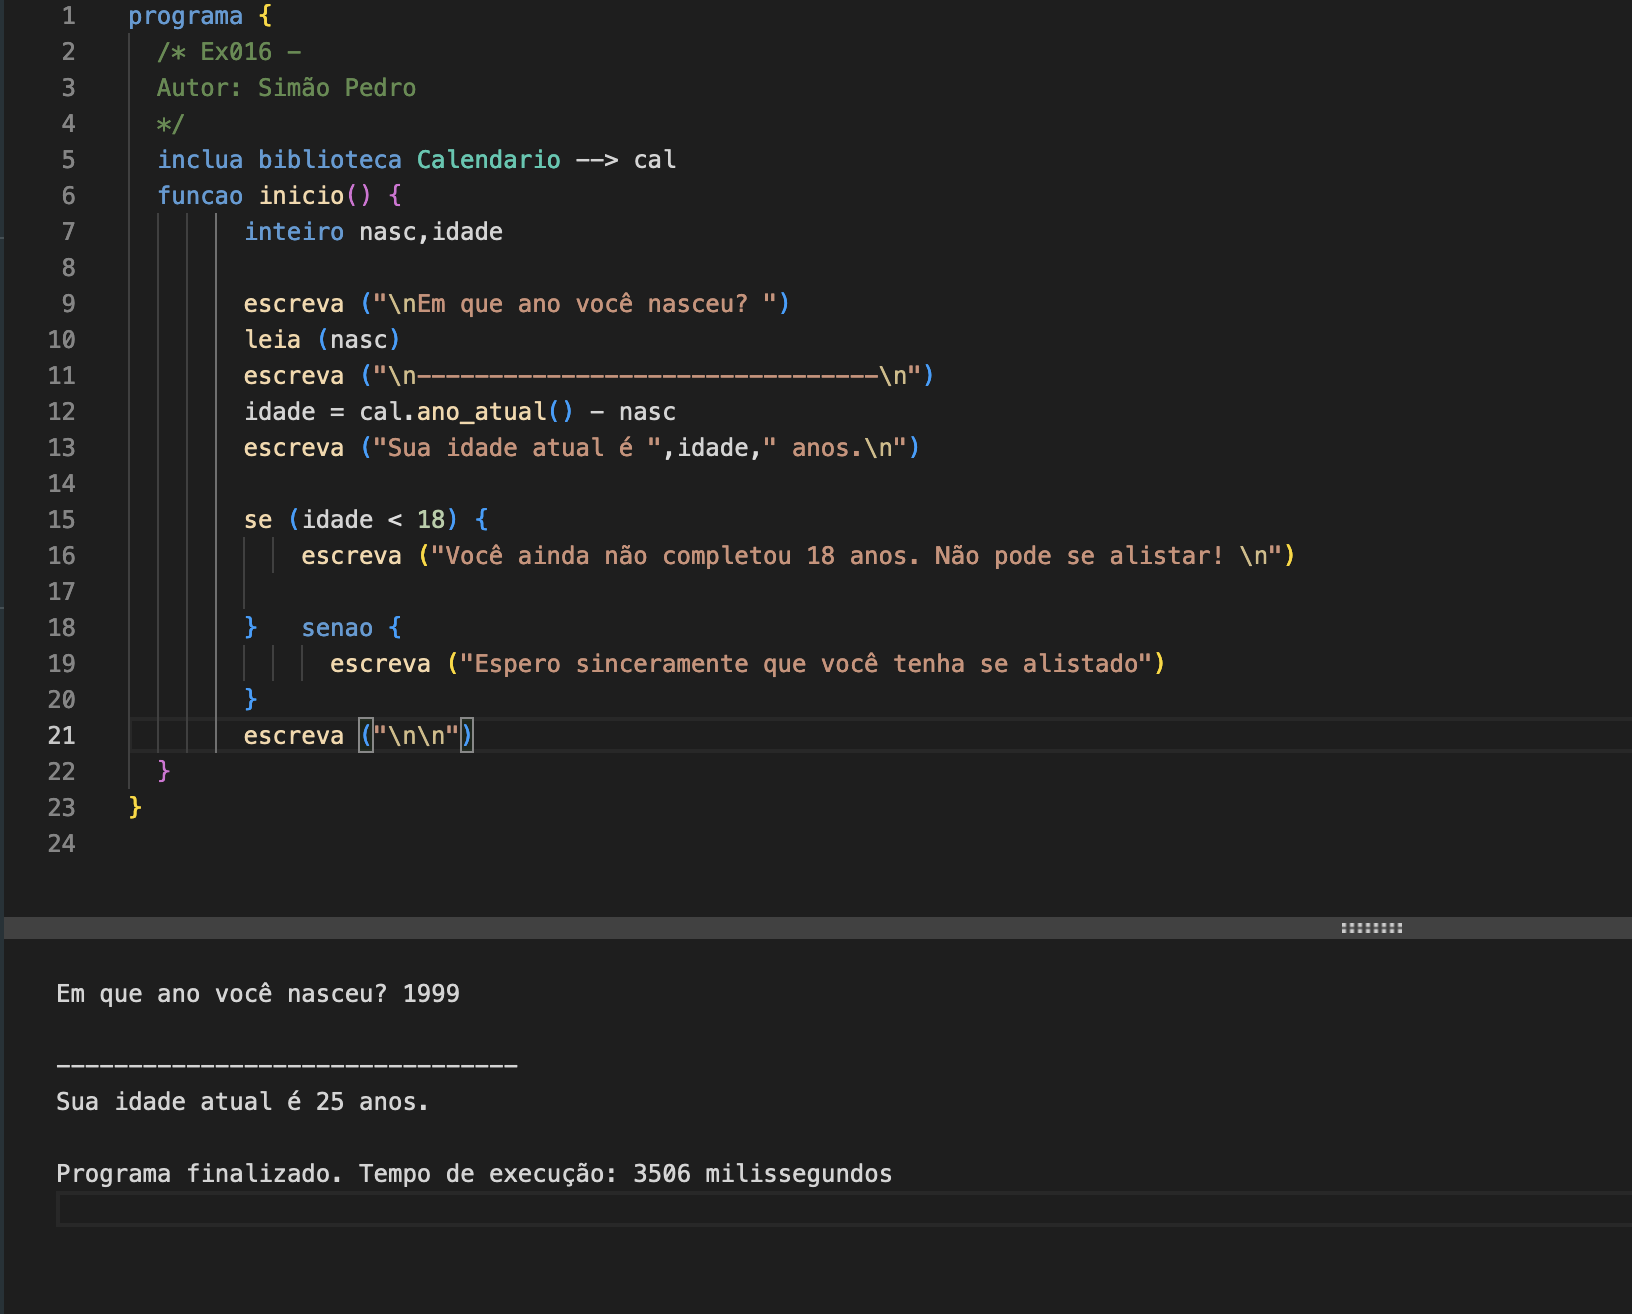 1 programa {
2 /* Ex016 -
3 Autor: Simão Pedro
4 */
5 inclua biblioteca Calendario --> cal
6 funcao inicio() {
7 inteiro nasc,idade
8
9 escreva ("\nEm que ano você nasceu? ")
10 leia (nasc)
11 escreva ("\n--------------------------------\n")
12 idade = cal.ano_atual() - nasc
13 escreva ("Sua idade atual é ",idade," anos.\n")
14
15 se (idade < 18) {
16 escreva ("Você ainda não completou 18 anos. Não pode se alistar! \n")
17
18 } senao {
19 escreva ("Espero sinceramente que você tenha se alistado")
20 }
21 escreva ("\n\n")
22 }
23 }
24
Em que ano você nasceu? 1999
--------------------------------
Sua idade atual é 25 anos.
Programa finalizado. Tempo de execução: 3506 milissegundos